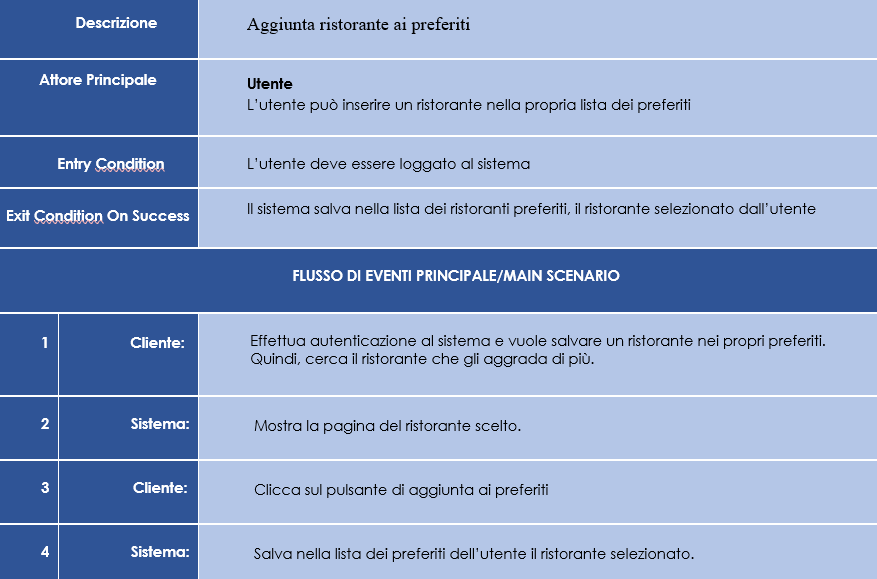 Descrizione
Aggiunta ristorante ai preferiti
Attore Principale
Utente
L’utente può inserire un ristorante nella propria lista dei preferiti
Entry Condition
L’utente deve essere loggato al sistema
Exit Condition On Success
Il sistema salva nella lista dei ristoranti preferiti, il ristorante selezionato dall’utente
FLUSSO DI EVENTI PRINCIPALE/MAIN SCENARIO
1
Cliente:
Effettua autenticazione al sistema e vuole salvare un ristorante nei propri preferiti.
Quindi, cerca il ristorante che gli aggrada di più.
2
Sistema:
Mostra la pagina del ristorante scelto.
3
Cliente:
Clicca sul pulsante di aggiunta ai preferiti
4
Sistema:
Salva nella lista dei preferiti dell’utente il ristorante selezionato.